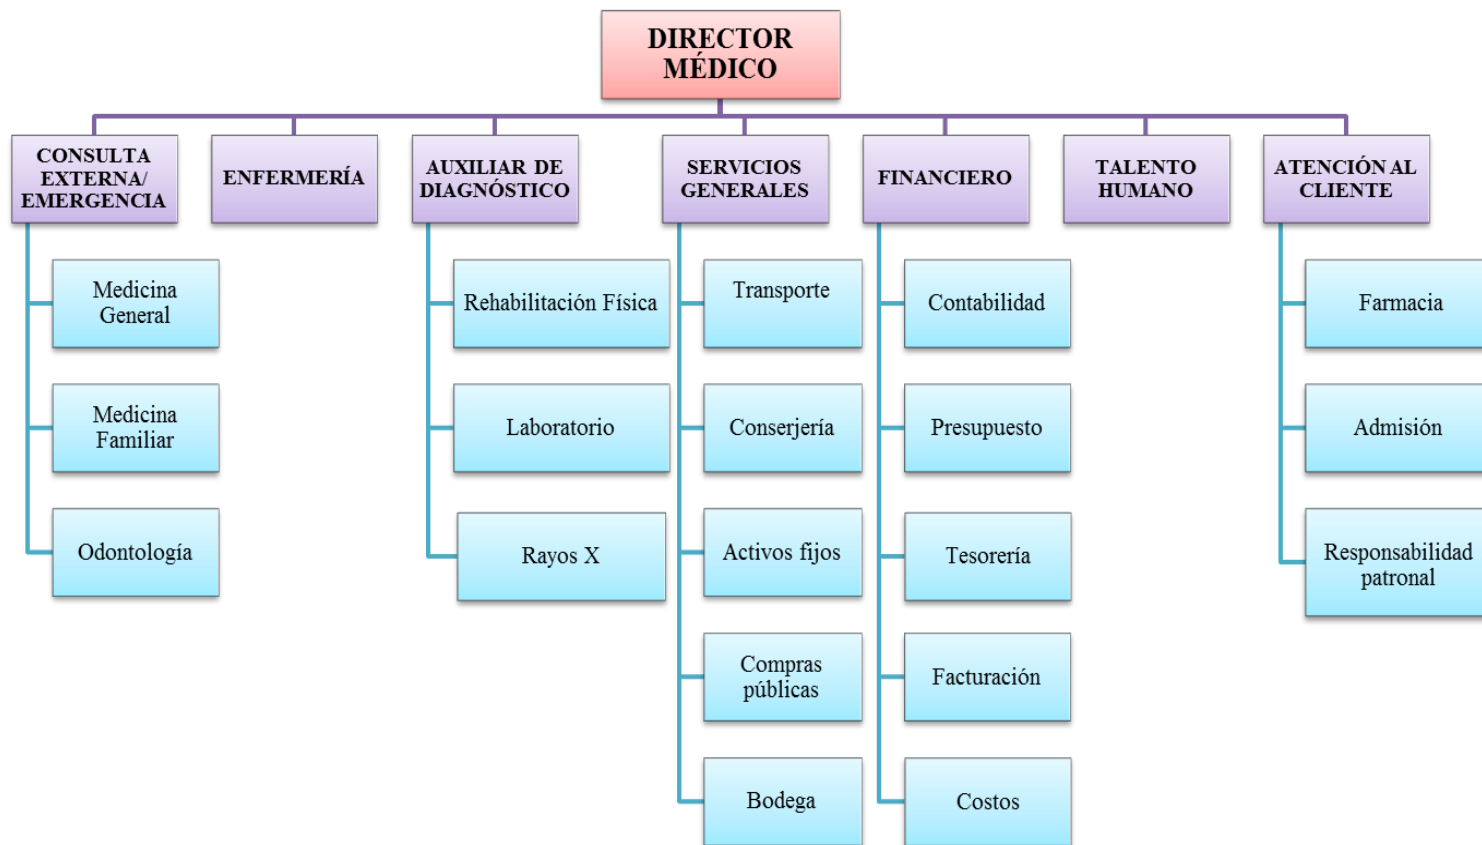 DIRECTOR
MÉDICO
CONSULTA
EXTERNA/
EMERGENCIA
ENFERMERÍA
AUXILIAR DE
DIAGNÓSTICO
SERVICIOS
GENERALES
FINANCIERO
TALENTO
HUMANO
ATENCIÓN AL
CLIENTE
Medicina
General
Medicina
Familiar
Odontología
Rehabilitación Física
Laboratorio
Rayos X
Transporte
Conserjería
Activos fijos
Compras
públicas
Bodega
Contabilidad
Presupuesto
Tesorería
Facturación
Costos
Farmacia
Admisión
Responsabilidad
patronal